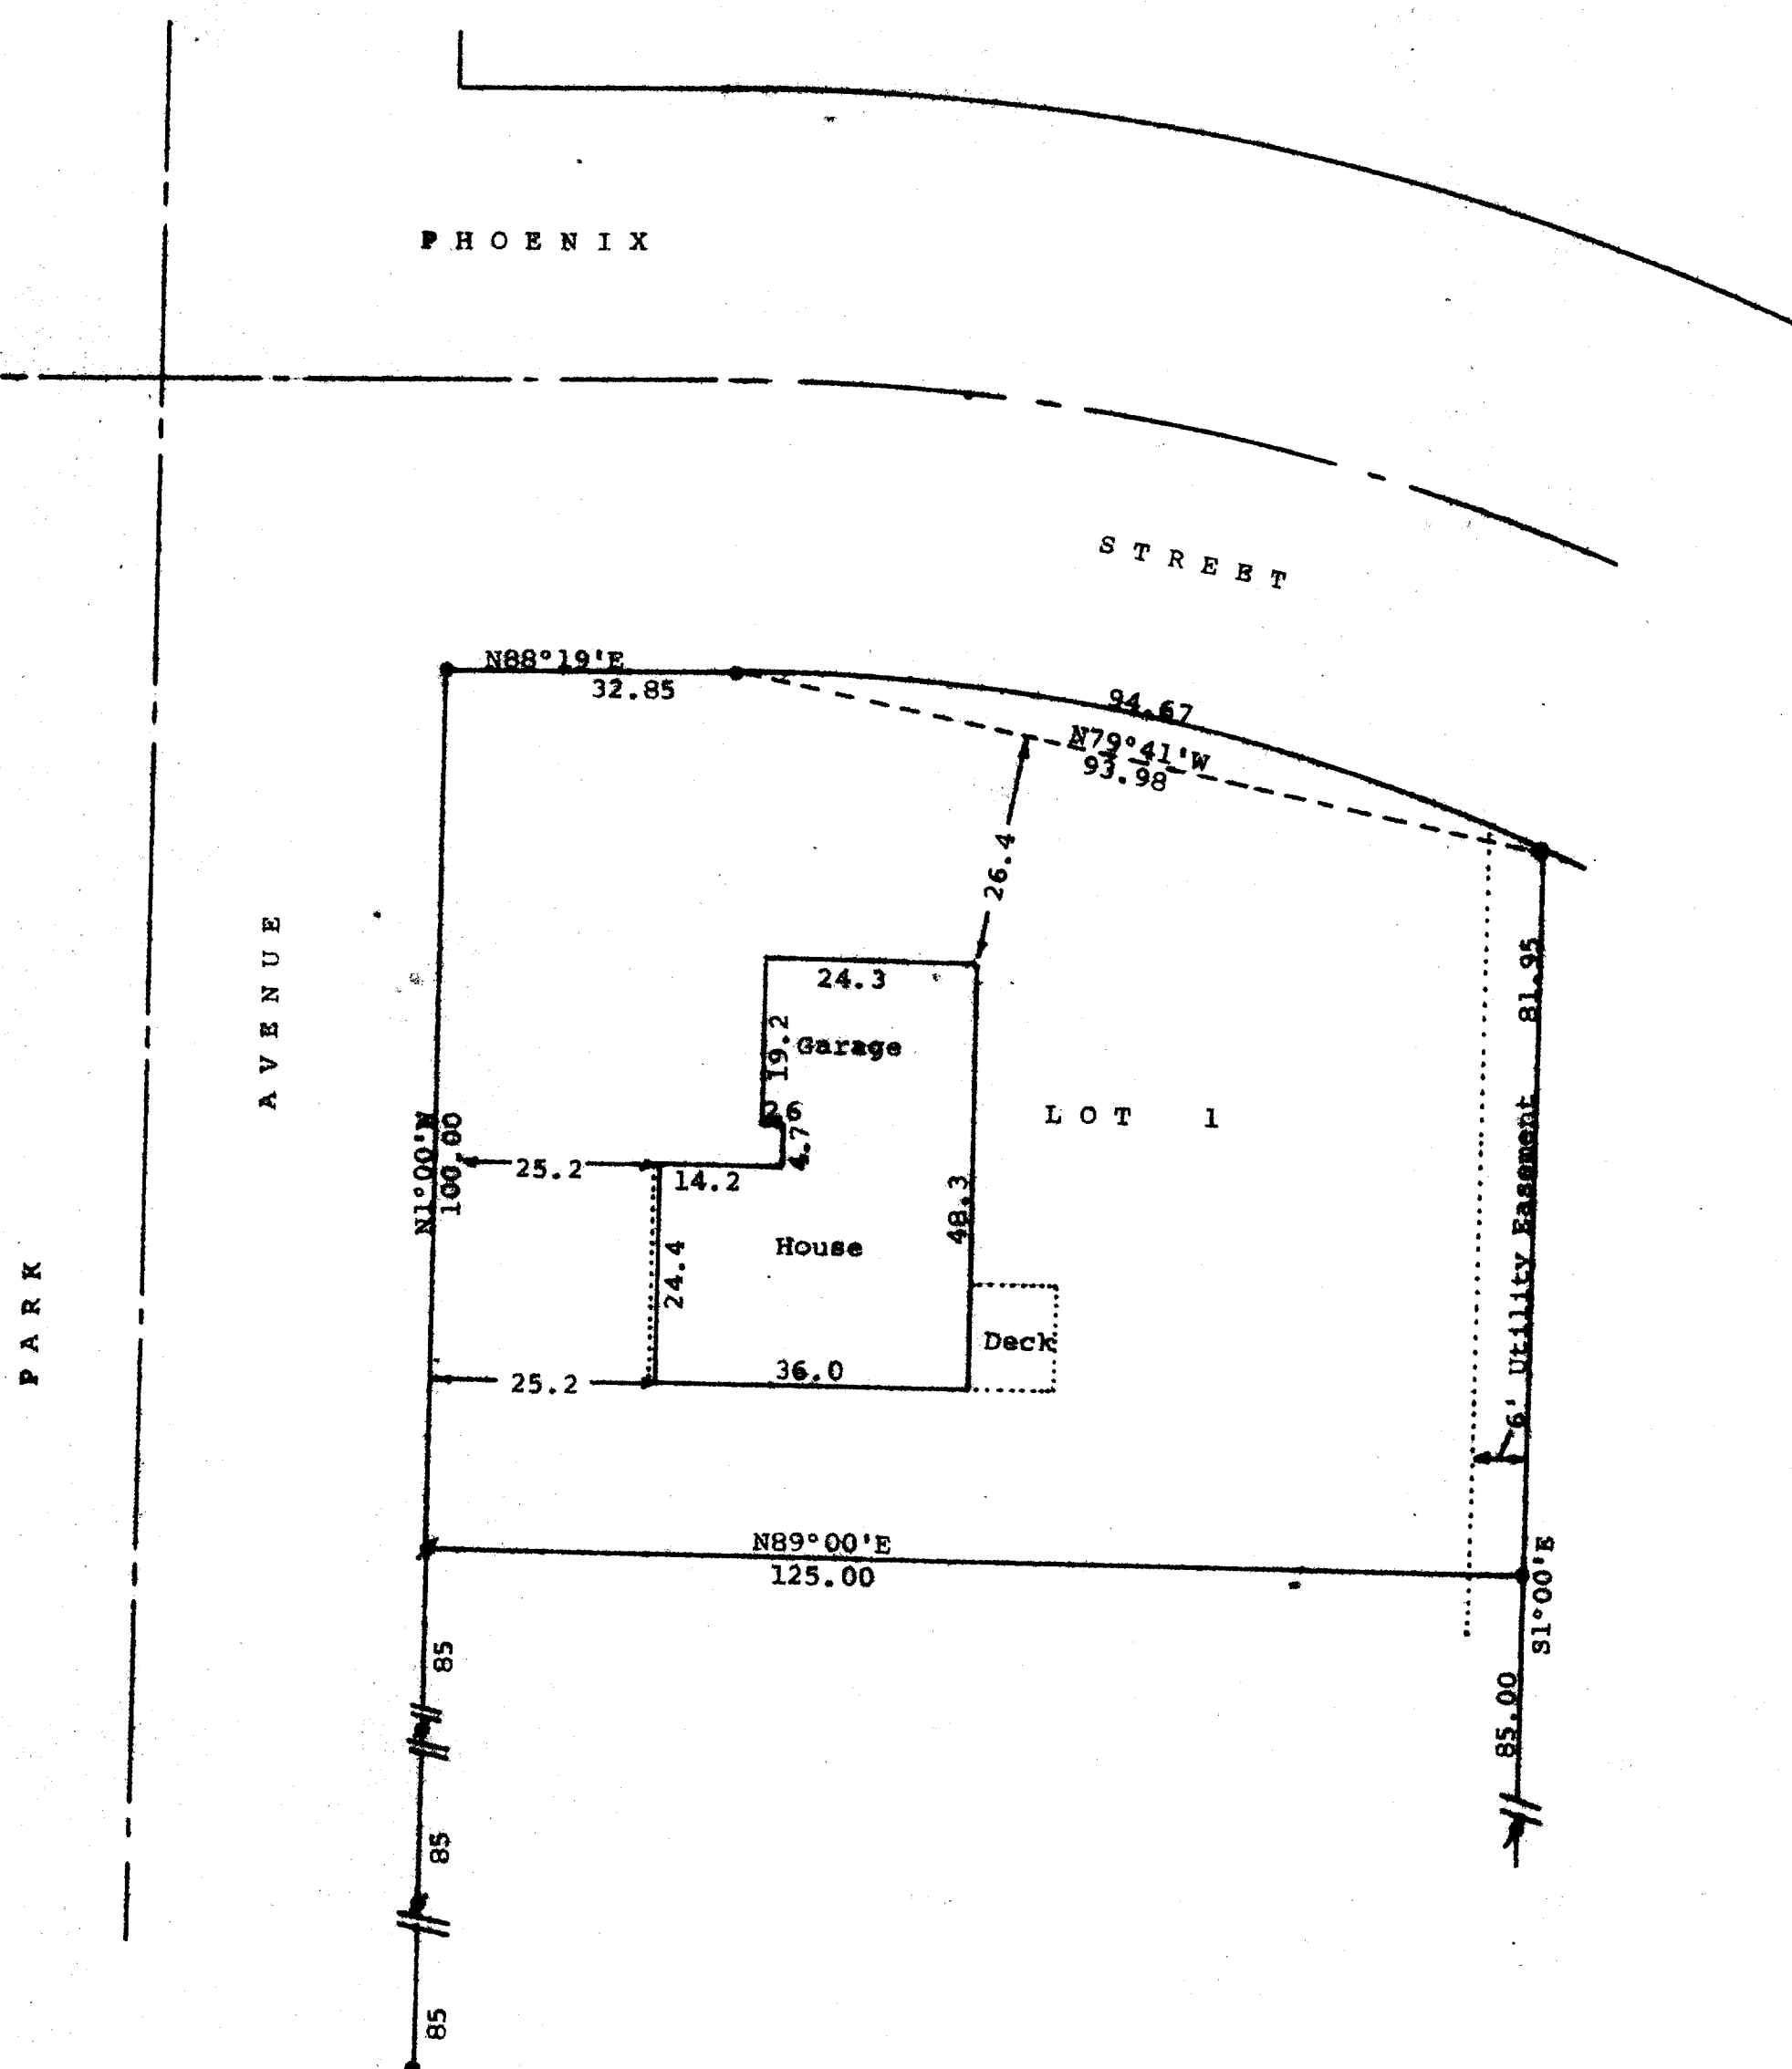 PHOENIX
STREET
N88°19'E
32.85
94.67
N79°41'W
93.98
26.4
AVENUE
PARK
24.3
19.2
Garage
26
4.7
LOT 1
N1°00'W
100.00
25.2
14.2
24.4
House
48.3
Deck
25.2
36.0
81.95
6' Utility Easement
N89°00'E
125.00
S1°00'E
85
85.00
85
85